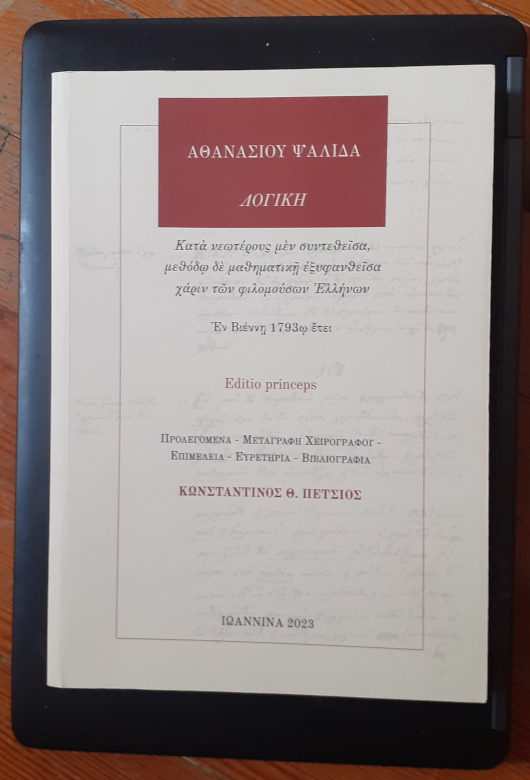 ΑΘΑΝΑΣΙΟΥ ΨΑΛΙΔΑ
ΛΟΓΙΚΗ
Κατὰ νεωτέρους μὲν συντεθεῖσα,
μεθόδῳ δὲ μαθηματικῇ ἐξυφανθεῖσα
χάριν τῶν φιλομούσων Ἑλλήνων
Ἐν Βιέννῃ 1793ῳ ἔτει
Editio princeps
ΠΡΟΛΕΓΟΜΕΝΑ - ΜΕΤΑΓΡΑΦΗ ΧΕΙΡΟΓΡΑΦΟΥ -
ΕΠΙΜΕΛΕΙΑ - ΕΥΡΕΤΗΡΙΑ - ΒΙΒΛΙΟΓΡΑΦΙΑ
ΚΩΝΣΤΑΝΤΙΝΟΣ Θ. ΠΕΤΣΙΟΣ
ΙΩΑΝΝΙΝΑ 2023